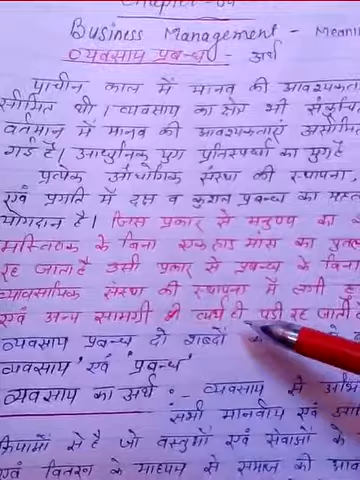 Chapter - 04
Business Management - Meaning
व्यवसाय प्रबन्ध - अर्थ
प्राचीन काल में मानव की आवश्यकता
सीमित थी। व्यवसाय का क्षेत्र भी संकुचित
वर्तमान में मानव की आवश्यकताएं असीमित
गई है। आधुनिक युग प्रतिस्पर्धा का युग है
प्रत्येक औद्योगिक संस्था की स्थापना,
एवं प्रगति में दक्ष व कुशल प्रबन्ध का महत्व
योगदान है। जिस प्रकार से मनुष्य का
मस्तिष्क के बिना एक हाड़ मांस का पुतला
रह जाता है उसी प्रकार से प्रबन्ध के बिना
व्यावसायिक संस्था की स्थापना में लगी
एवं अन्य सामग्री भी व्यर्थ ही पड़ी रह जाती
व्यवसाय प्रबन्ध दो शब्दों
व्यवसाय' एवं 'प्रबन्ध'
व्यवसाय का अर्थ :- व्यवसाय से अभि
सभी मानवीय एवं आ
क्रियाओं से है जो वस्तुओं एवं सेवाओं के
एवं वितरण के माध्यम से समाज की आव